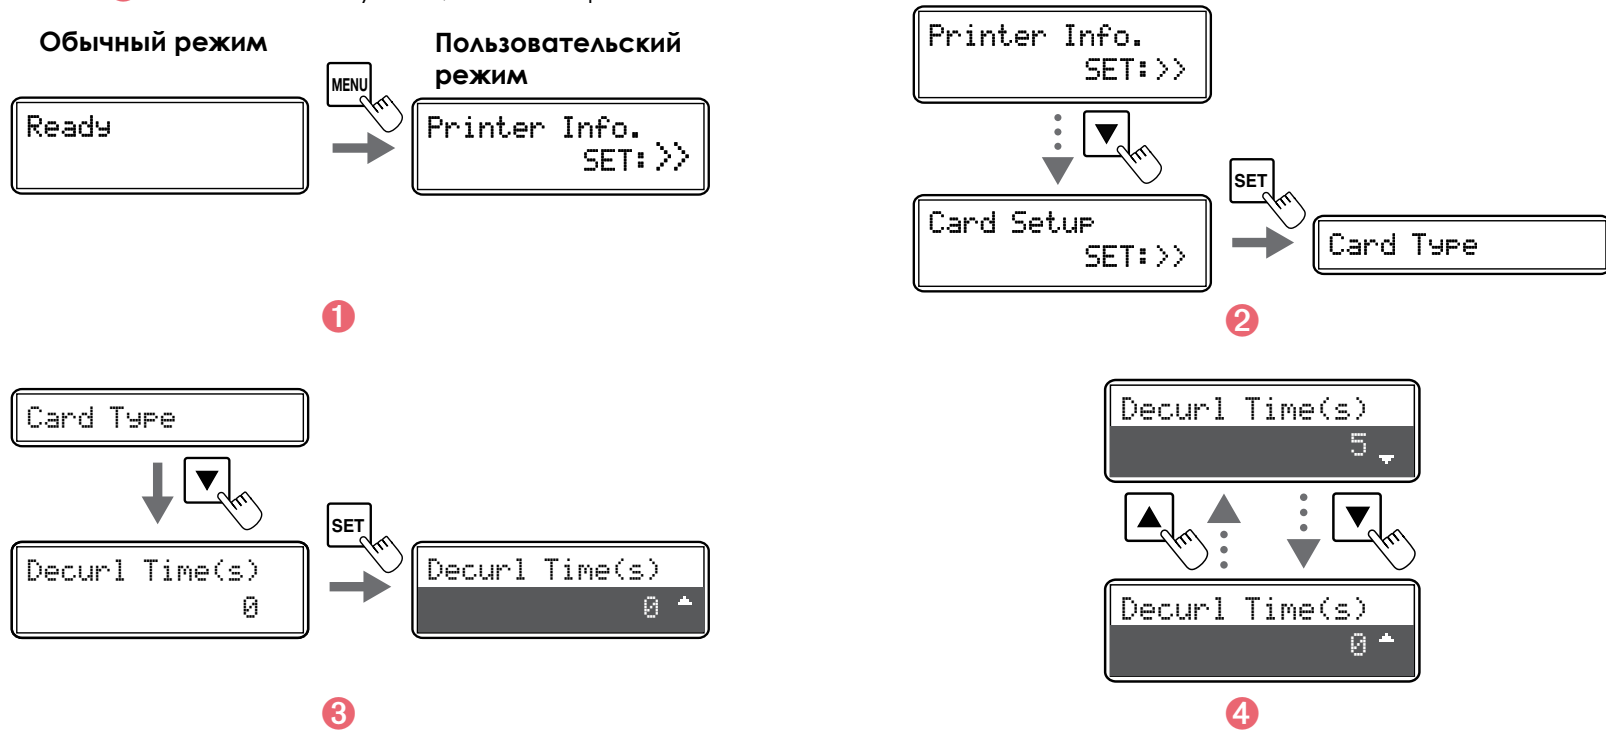 Обычный режим
Пользовательский
режим
MENU
Ready
Printer Info.
SET:>>
1
Printer Info.
SET:>>
Card Setup
SET:>>
SET
Card Type
2
Card Type
Decurl Time(s)
0
SET
Decurl Time(s)
0
3
Decurl Time(s)
5
Decurl Time(s)
0
4